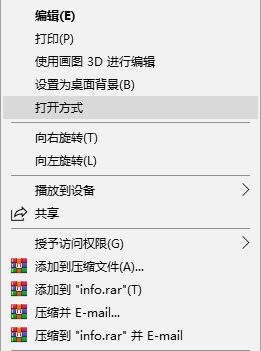 编辑(E)
打印(P)
使用画图 3D 进行编辑
设置为桌面背景(B)
打开方式
向右旋转(T)
向左旋转(L)
播放到设备
共享
授予访问权限(G)
添加到压缩文件(A)...
添加到 "info.rar"(T)
压缩并 E-mail...
压缩到 "info.rar" 并 E-mail